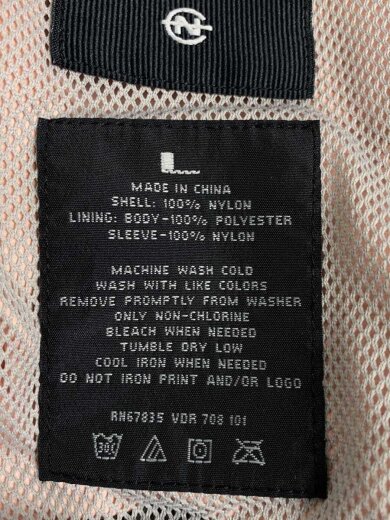 N
L
MADE IN CHINA
SHELL: 100% NYLON
LINING: BODY-100% POLYESTER
SLEEVE-100% NYLON
MACHINE WASH COLD
WASH WITH LIKE COLORS
REMOVE PROMPTLY FROM WASHER
ONLY NON-CHLORINE
BLEACH WHEN NEEDED
TUMBLE DRY LOW
COOL IRON WHEN NEEDED
DO NOT IRON PRINT AND/OR LOGO
RN67835 VDR 708 101
30C